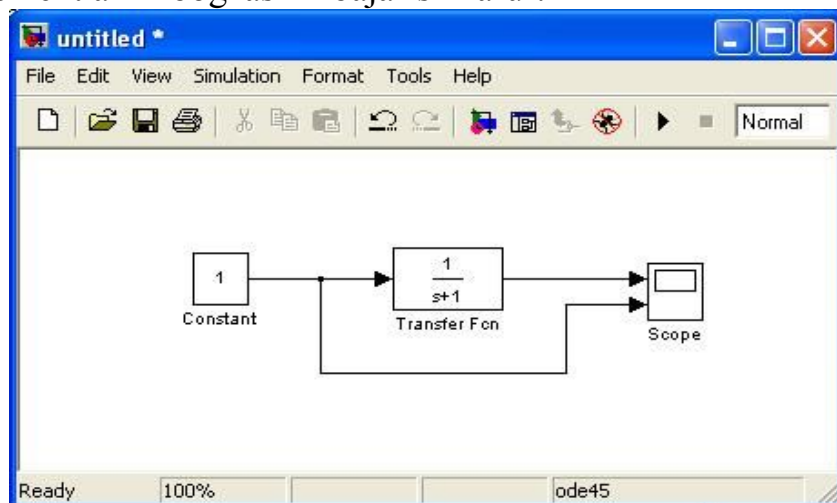 untitled *
File Edit View Simulation Format Tools Help
Normal
1
Constant
1
s+1
Transfer Fcn
Scope
Ready 100% ode45